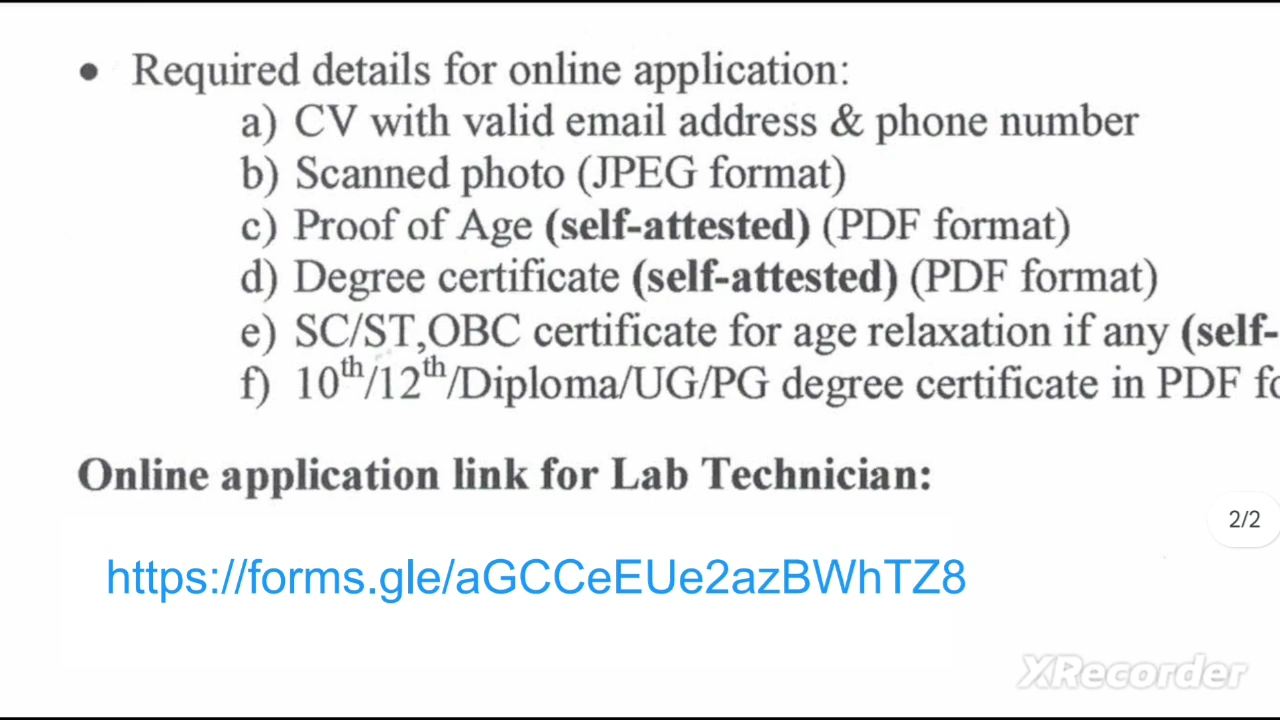 • Required details for online application:
a) CV with valid email address & phone number
b) Scanned photo (JPEG format)
c) Proof of Age (self-attested) (PDF format)
d) Degree certificate (self-attested) (PDF format)
e) SC/ST,OBC certificate for age relaxation if any (self-
f) 10th/12th/Diploma/UG/PG degree certificate in PDF
Online application link for Lab Technician:
2/2
https://forms.gle/aGCCeEUe2azBWhTZ8
XRecorder